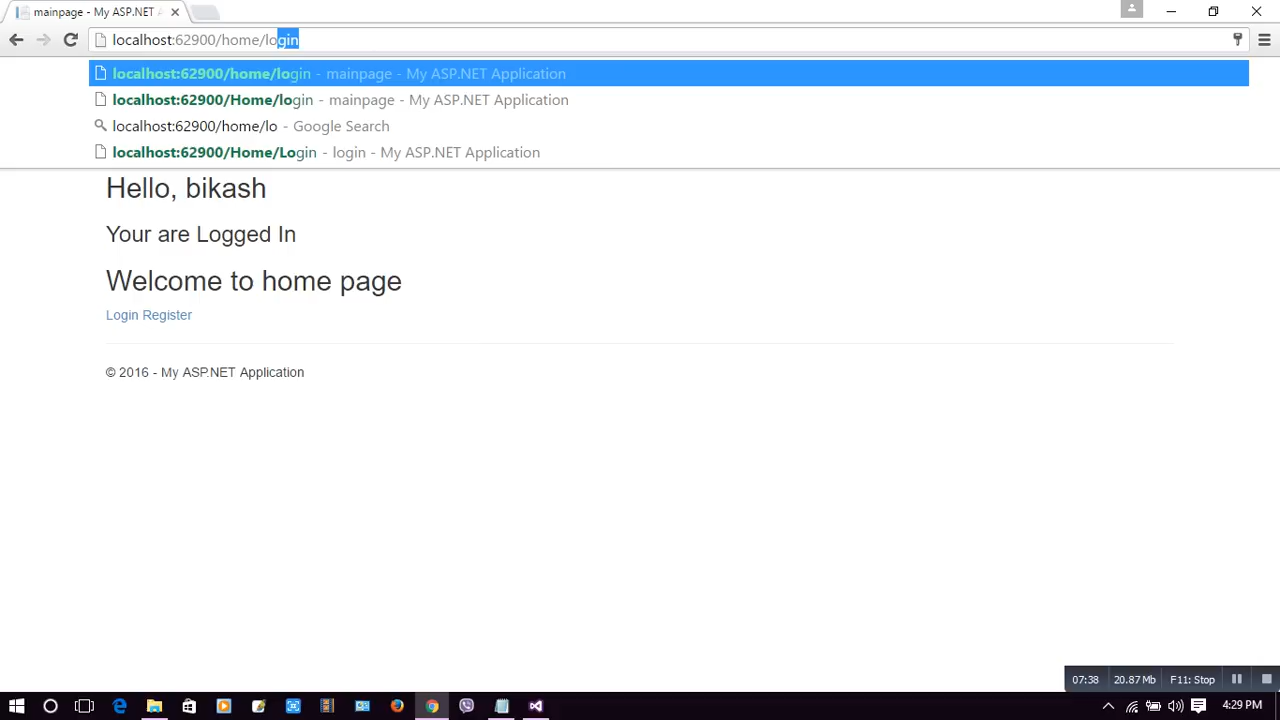 mainpage - My ASP.NET A
localhost:62900/home/login
localhost:62900/home/login - mainpage - My ASP.NET Application
localhost:62900/Home/login - mainpage - My ASP.NET Application
localhost:62900/home/lo - Google Search
localhost:62900/Home/Login - login - My ASP.NET Application
Hello, bikash
Your are Logged In
Welcome to home page
Login Register
© 2016 - My ASP.NET Application
07:38 20.87 Mb F11: Stop
4:29 PM